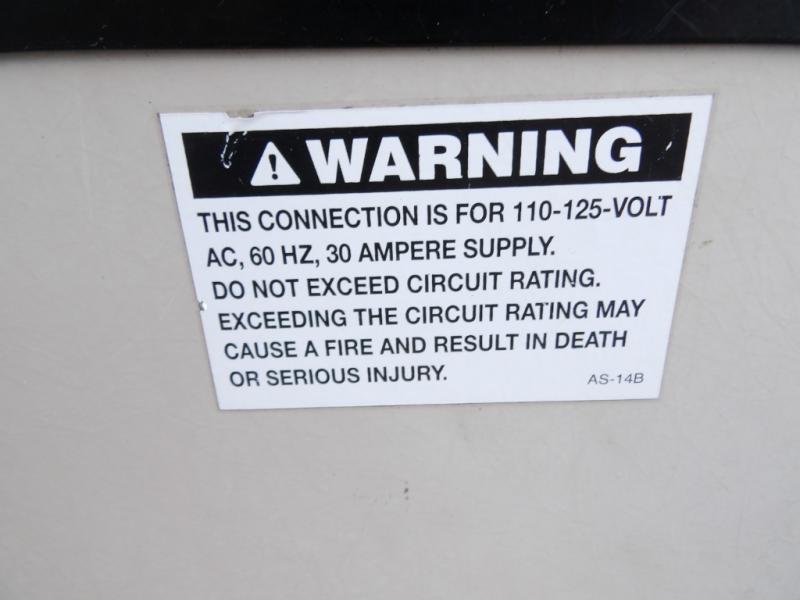 WARNING
THIS CONNECTION IS FOR 110-125-VOLT
AC, 60 HZ, 30 AMPERE SUPPLY.
DO NOT EXCEED CIRCUIT RATING.
EXCEEDING THE CIRCUIT RATING MAY
CAUSE A FIRE AND RESULT IN DEATH
OR SERIOUS INJURY.
AS-14B